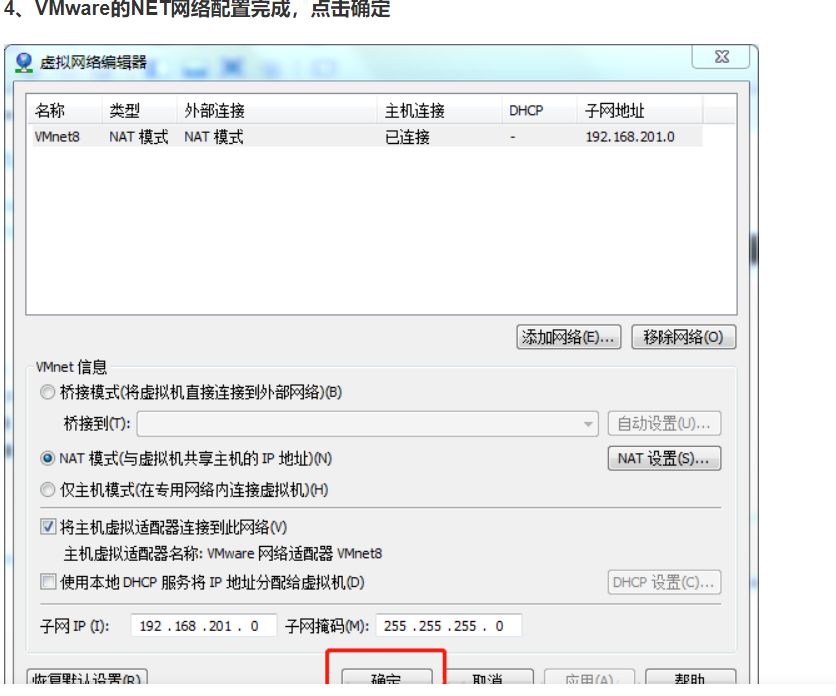 4、VMware的NET网络配置完成，点击确定
虚拟网络编辑器
名称 类型 外部连接 主机连接 DHCP 子网地址
VMnet8 NAT 模式 NAT 模式 已连接 - 192.168.201.0
添加网络(E)... 移除网络(O)
VMnet 信息
桥接模式(将虚拟机直接连接到外部网络)(B)
桥接到(T): 自动设置(U)...
NAT 模式(与虚拟机共享主机的 IP 地址)(N) NAT 设置(S)...
仅主机模式(在专用网络内连接虚拟机)(H)
将主机虚拟适配器连接到此网络(V)
主机虚拟适配器名称: VMware 网络适配器 VMnet8
使用本地 DHCP 服务将 IP 地址分配给虚拟机(D) DHCP 设置(C)...
子网 IP (I): 192 . 168 . 201 . 0 子网掩码(M): 255 . 255 . 255 . 0
恢复默认设置(R) 确定 取消 应用(A) 帮助